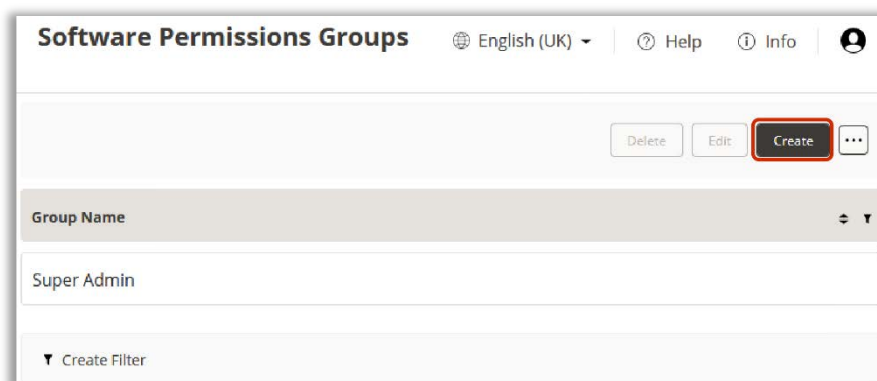 Software Permissions Groups English (UK) Help Info
Delete Edit Create ...
Group Name
Super Admin
Create Filter